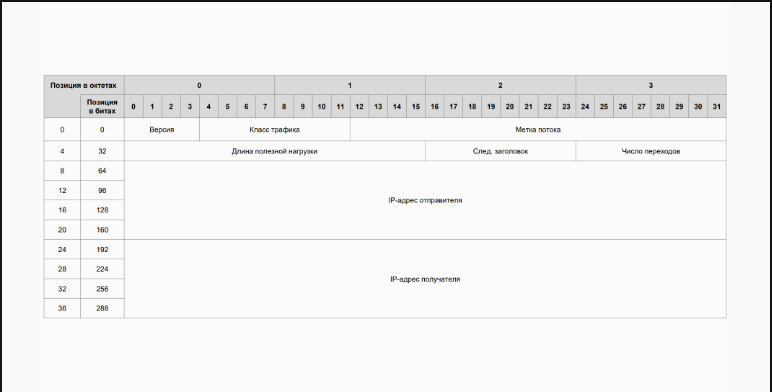 Позиция в октетах 0 1 2 3
Позиция в битах 0 1 2 3 4 5 6 7 8 9 10 11 12 13 14 15 16 17 18 19 20 21 22 23 24 25 26 27 28 29 30 31
0 0 Версия Класс трафика Метка потока
4 32 Длина полезной нагрузки След. заголовок Число переходов
8 64
12 96
IP-адрес отправителя
16 128
20 160
24 192
28 224
IP-адрес получателя
32 256
36 288